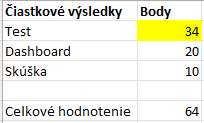 Čiastkové výsledky Body
Test 34
Dashboard 20
Skúška 10
Celkové hodnotenie 64